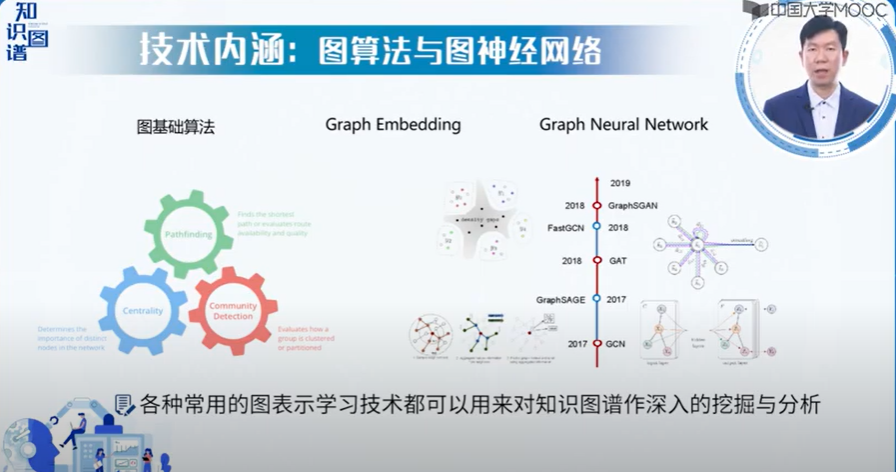 知识图谱
中国大学MOOC
技术内涵：图算法与图神经网络
图基础算法
Graph Embedding
Graph Neural Network
Pathfinding
Finds the shortest
path or evaluates route
availability and quality
Centrality
Determines the
importance of distinct
nodes in the network
Community
Detection
Evaluates how a
group is clustered
or partitioned
density gaps
2019
2018 GraphSGAN
FastGCN 2018
2018 GAT
GraphSAGE 2017
2017 GCN
各种常用的图表示学习技术都可以用来对知识图谱作深入的挖掘与分析